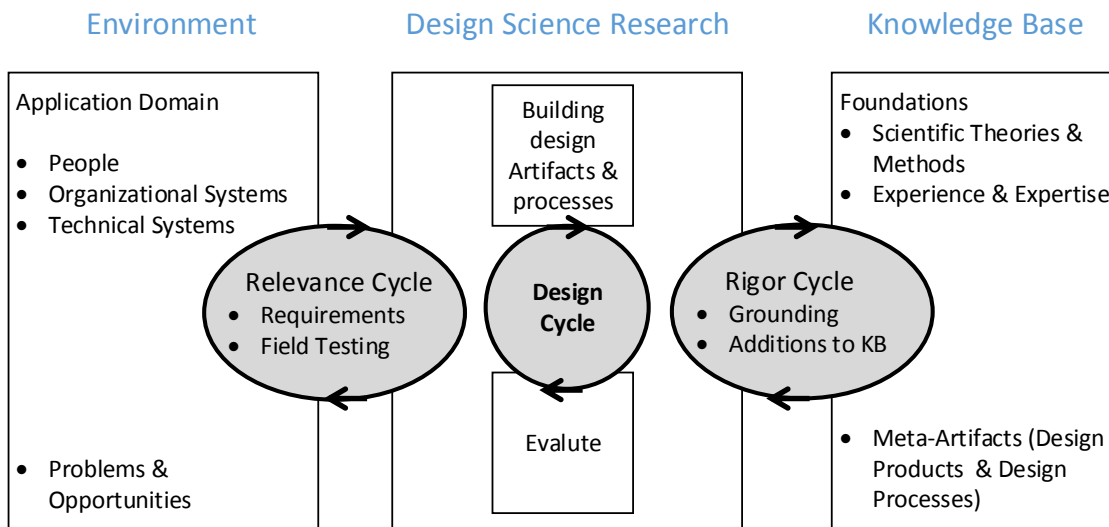 Environment
Design Science Research
Knowledge Base
Application Domain
• People
• Organizational Systems
• Technical Systems
• Problems &
Opportunities
Relevance Cycle
• Requirements
• Field Testing
Building
design
Artifacts &
processes
Design
Cycle
Evalute
Rigor Cycle
• Grounding
• Additions to KB
Foundations
• Scientific Theories &
Methods
• Experience & Expertise
• Meta-Artifacts (Design
Products & Design
Processes)